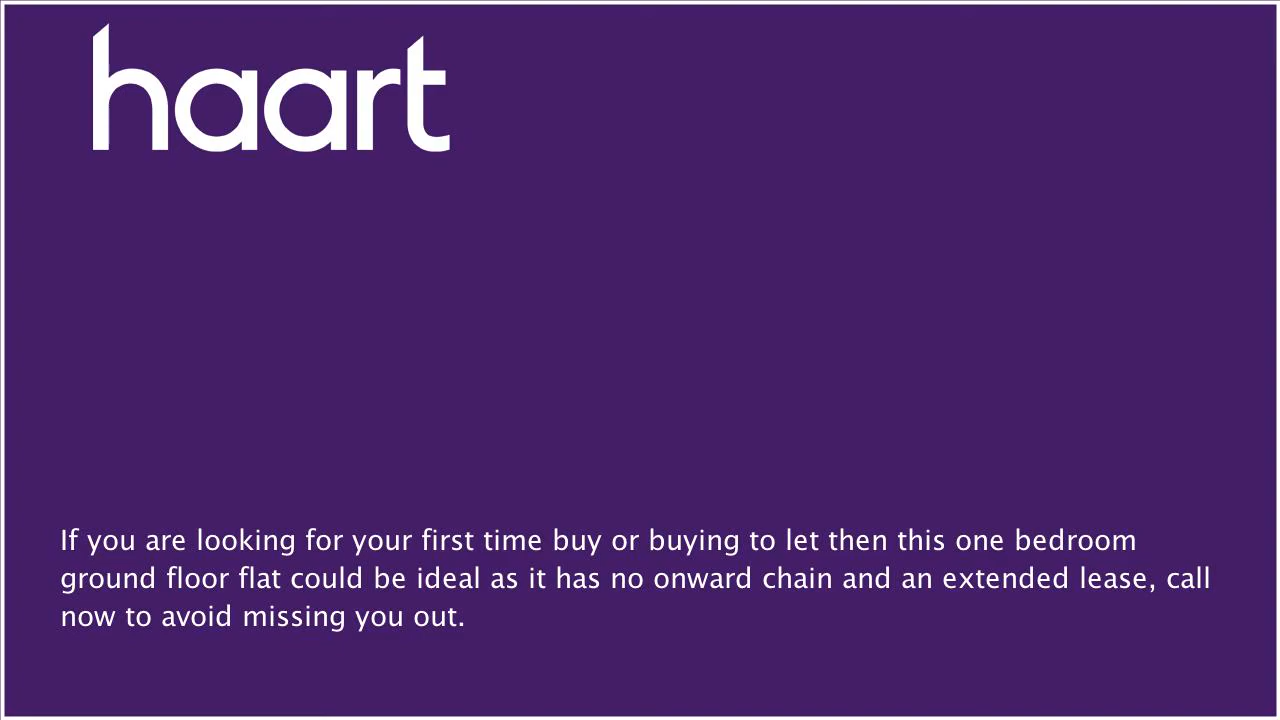 haart
If you are looking for your first time buy or buying to let then this one bedroom
ground floor flat could be ideal as it has no onward chain and an extended lease, call
now to avoid missing you out.